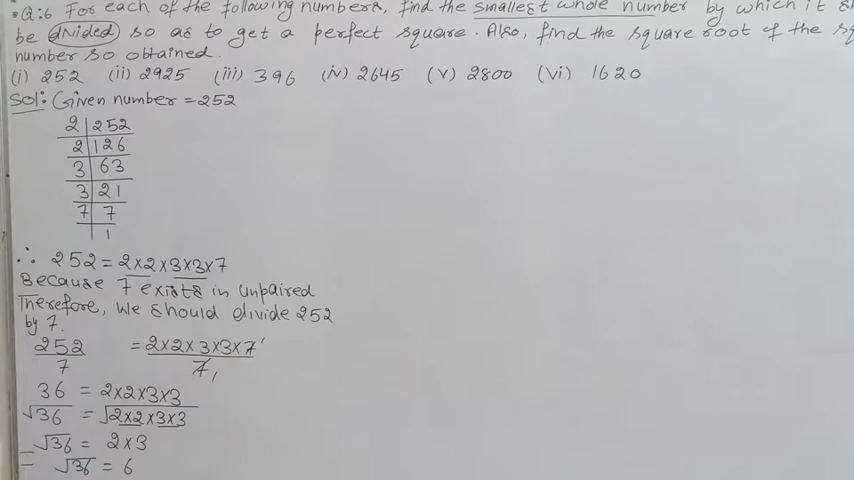 Q:6 For each of the following numbers, find the smallest whole number by which it
be divided so as to get a perfect square. Also, find the square root of the
number so obtained.
(i) 252 (ii) 2925 (iii) 396 (iv) 2645 (v) 2800 (vi) 1620
Sol: Given number = 252
2 | 252
2 | 126
3 | 63
3 | 21
7 | 7
| 1
∴ 252 = 2×2×3×3×7
Because 7 exists in unpaired
Therefore, we should divide 252
by 7.
252/7 = 2×2×3×3×7/7
36 = 2×2×3×3
√36 = √2×2×3×3
√36 = 2×3
= √36 = 6